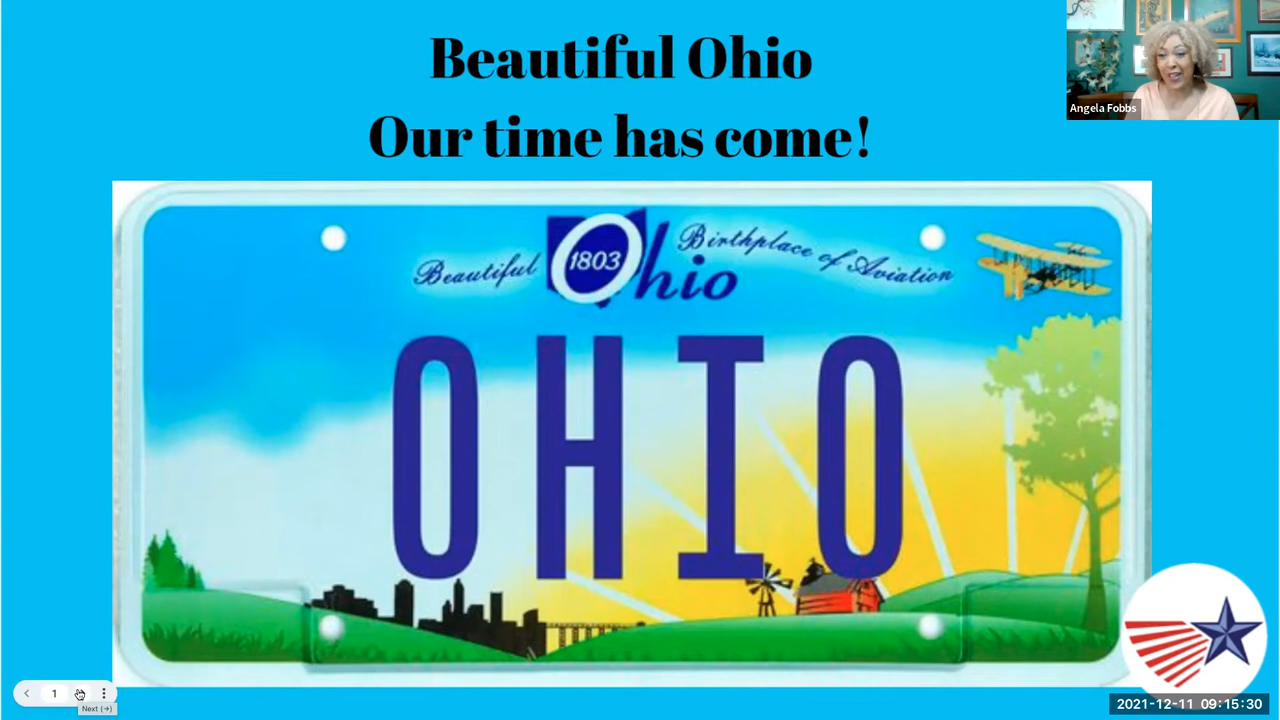 Beautiful Ohio
Our time has come!
Angela Fobbs
Beautiful 1803 Ohio Birthplace of Aviation
OHIO
1
Next (→)
2021-12-11 09:15:30